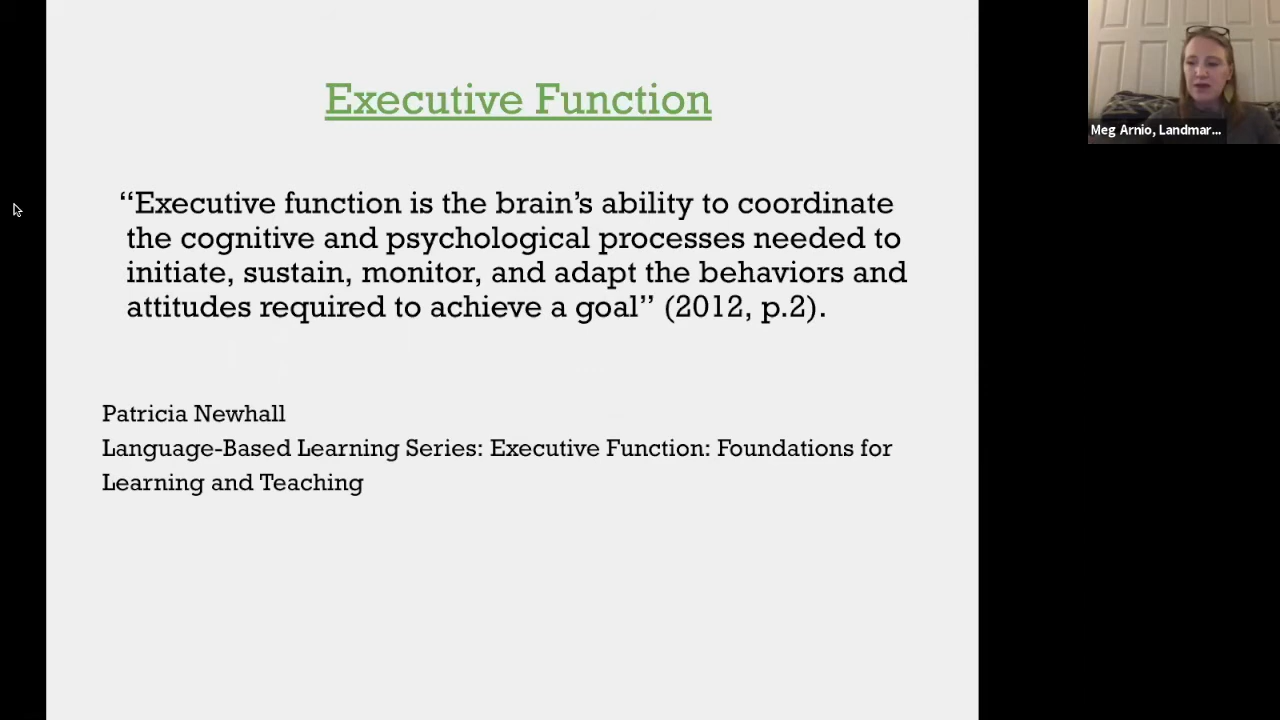 Executive Function
“Executive function is the brain’s ability to coordinate
the cognitive and psychological processes needed to
initiate, sustain, monitor, and adapt the behaviors and
attitudes required to achieve a goal” (2012, p.2).
Patricia Newhall
Language-Based Learning Series: Executive Function: Foundations for
Learning and Teaching
Meg Arnio, Landmar...